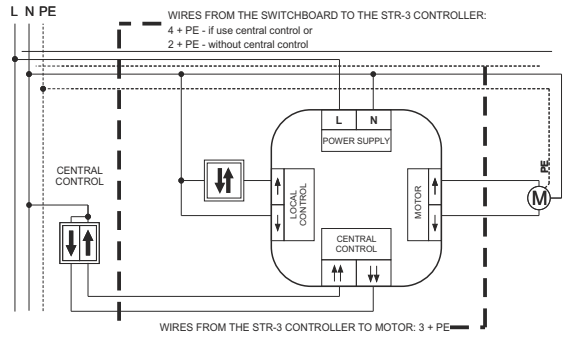 L N PE
WIRES FROM THE SWITCHBOARD TO THE STR-3 CONTROLLER:
4 + PE - if use central control or
2 + PE - without central control
L N
POWER SUPPLY
PE
CENTRAL
CONTROL
LOCAL
CONTROL
MOTOR
M
CENTRAL
CONTROL
WIRES FROM THE STR-3 CONTROLLER TO MOTOR: 3 + PE